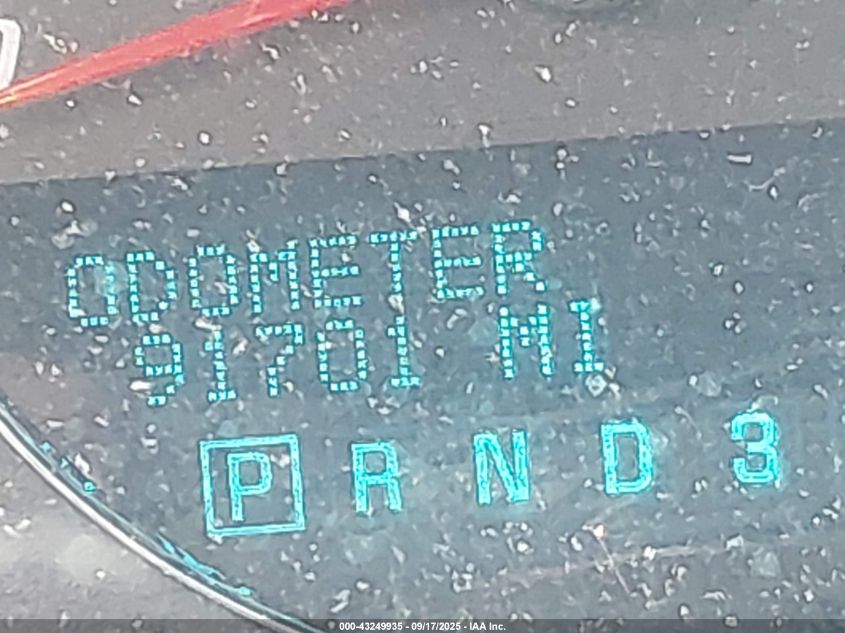 ODOMETER
91701 MI
P R N D 3
000-43249935 - 09/17/2025 - IAA Inc.